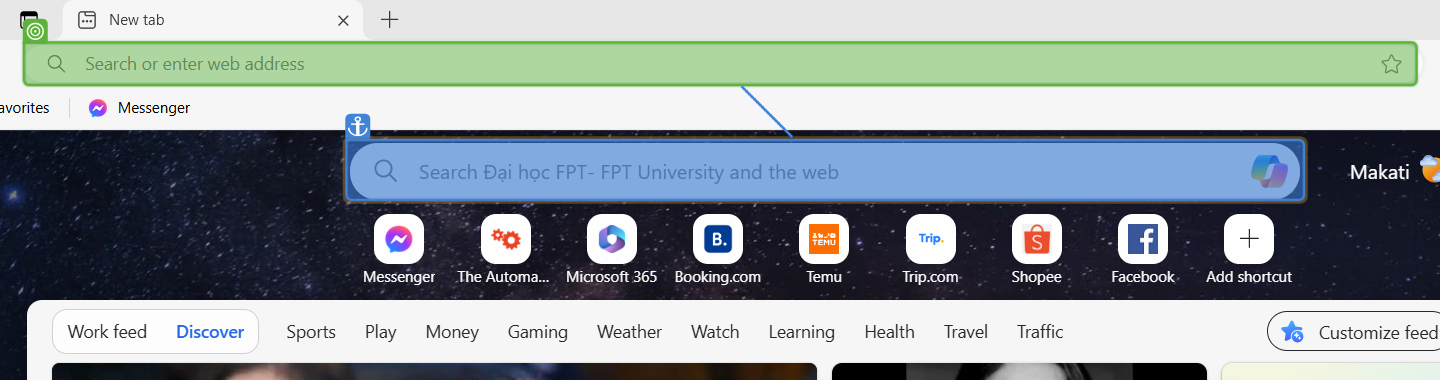 New tab
Search or enter web address
avorites
Messenger
Search Đại học FPT- FPT University and the web
Makati
B.
TEMU
Trip.
Messenger
The Automa...
Microsoft 365
Booking.com
Temu
Trip.com
Shopee
Facebook
Add shortcut
Work feed
Discover
Sports
Play
Money
Gaming
Weather
Watch
Learning
Health
Travel
Traffic
Customize feed